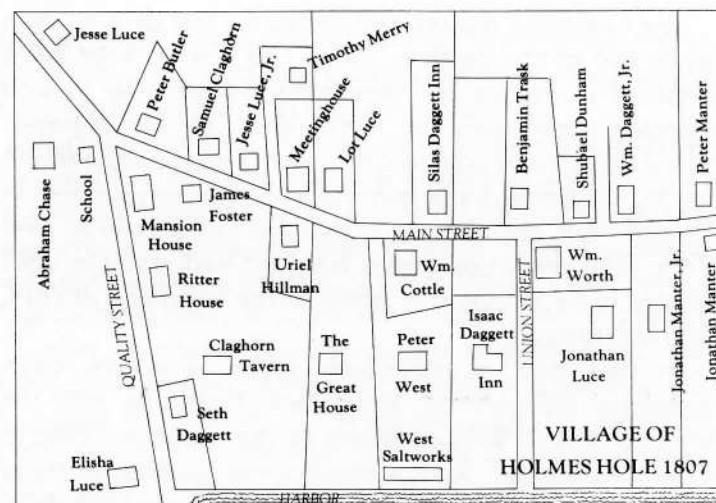 Jesse Luce
Peter Butler
Samuel Claghorn
Jesse Luce, Jr.
Timothy Merry
Meetinghouse
Lot Luce
Silas Daggett Inn
Benjamin Trask
Shubael Dunham
Wm. Daggett, Jr.
Peter Manter
Abraham Chase
School
Mansion
House
James
Foster
MAIN STREET
Uriel
Hillman
Wm.
Cottle
UNION STREET
Wm.
Worth
Jonathan Manter, Jr.
Jonathan Manter
QUALITY STREET
Ritter
House
Claghorn
Tavern
The
Great
House
Peter
West
Isaac
Daggett
Inn
Jonathan
Luce
Seth
Daggett
West
Saltworks
Elisha
Luce
VILLAGE OF
HOLMES HOLE 1807
HARBOR